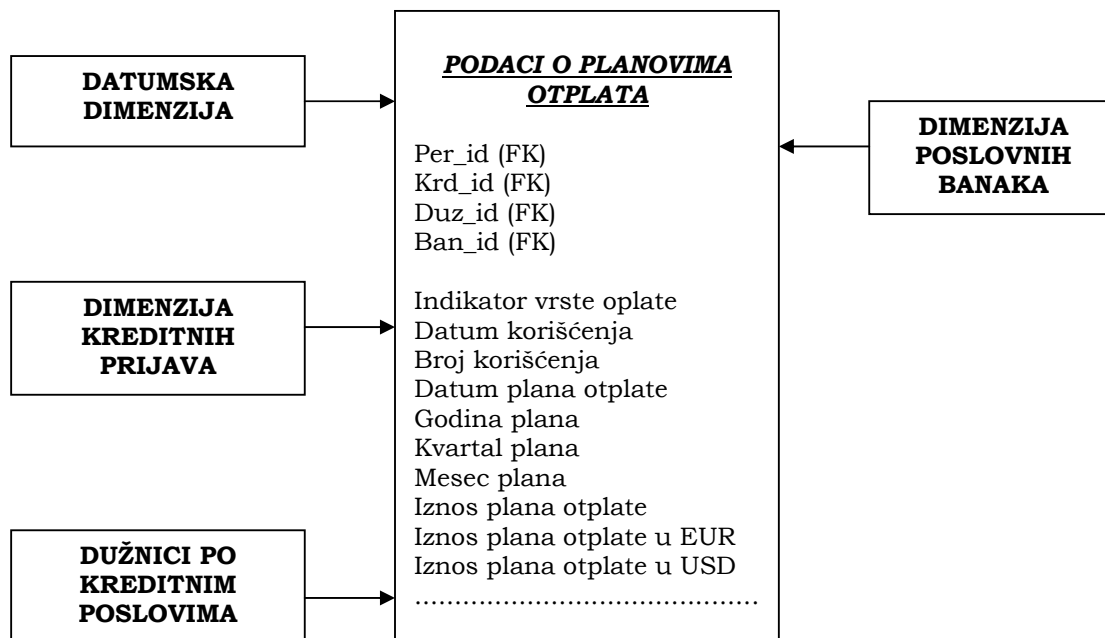 DATUMSKA
DIMENZIJA
DIMENZIJA
KREDITNIH
PRIJAVA
DUŽNICI PO
KREDITNIM
POSLOVIMA
PODACI O PLANOVIMA
OTPLATA
Per_id (FK)
Krd_id (FK)
Duz_id (FK)
Ban_id (FK)
Indikator vrste oplate
Datum korišćenja
Broj korišćenja
Datum plana otplate
Godina plana
Kvartal plana
Mesec plana
Iznos plana otplate
Iznos plana otplate u EUR
Iznos plana otplate u USD
…………………………………….
DIMENZIJA
POSLOVNIH
BANAKA